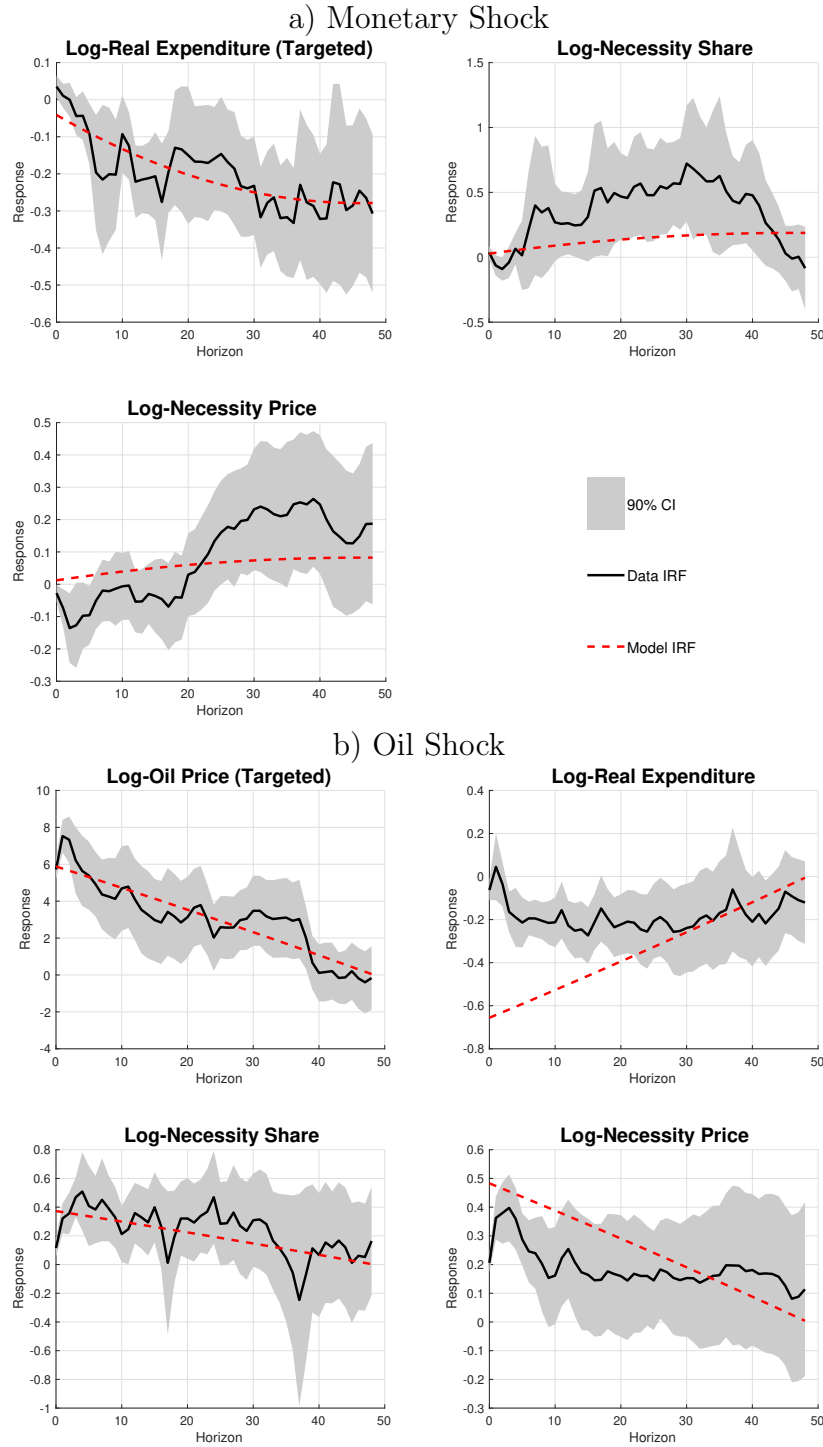 a) Monetary Shock
Log-Real Expenditure (Targeted)
Log-Necessity Share
0.1
0
-0.1
-0.2
-0.3
-0.4
-0.5
-0.6
Response
0 10 20 30 40 50
Horizon
1.5
1
0.5
0
-0.5
Response
0 10 20 30 40 50
Horizon
Log-Necessity Price
0.5
0.4
0.3
0.2
0.1
0
-0.1
-0.2
-0.3
Response
0 10 20 30 40 50
Horizon
90% CI
Data IRF
Model IRF
b) Oil Shock
Log-Oil Price (Targeted)
Log-Real Expenditure
10
8
6
4
2
0
-2
-4
Response
0 10 20 30 40 50
Horizon
0.4
0.2
0
-0.2
-0.4
-0.6
-0.8
Response
0 10 20 30 40 50
Horizon
Log-Necessity Share
Log-Necessity Price
0.8
0.6
0.4
0.2
0
-0.2
-0.4
-0.6
-0.8
-1
Response
0 10 20 30 40 50
Horizon
0.6
0.5
0.4
0.3
0.2
0.1
0
-0.1
-0.2
-0.3
Response
0 10 20 30 40 50
Horizon